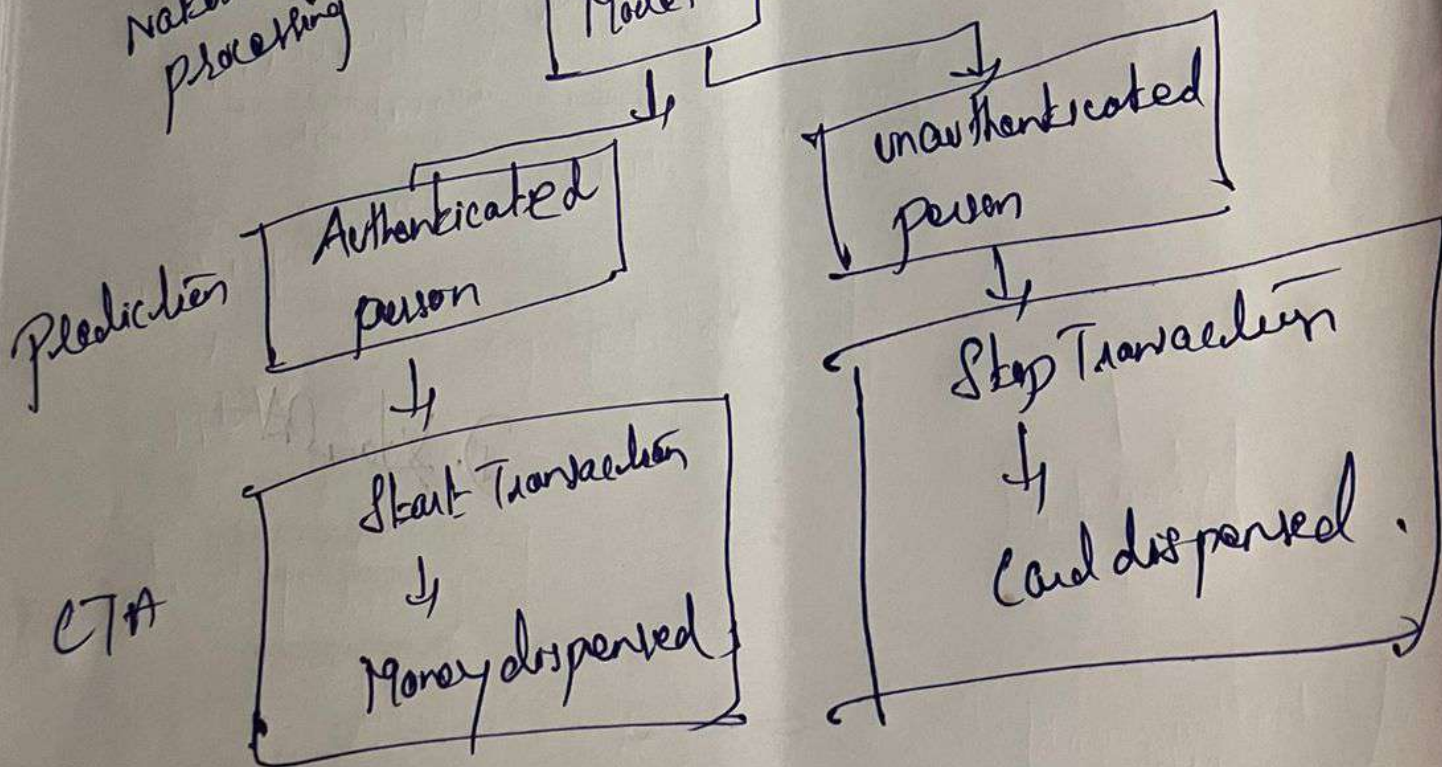 processing
Model
unauthenticated
person
Authenticated
person
Prediction
Stop Transaction
Card dispensed.
Start Transaction
Money dispensed
CTA